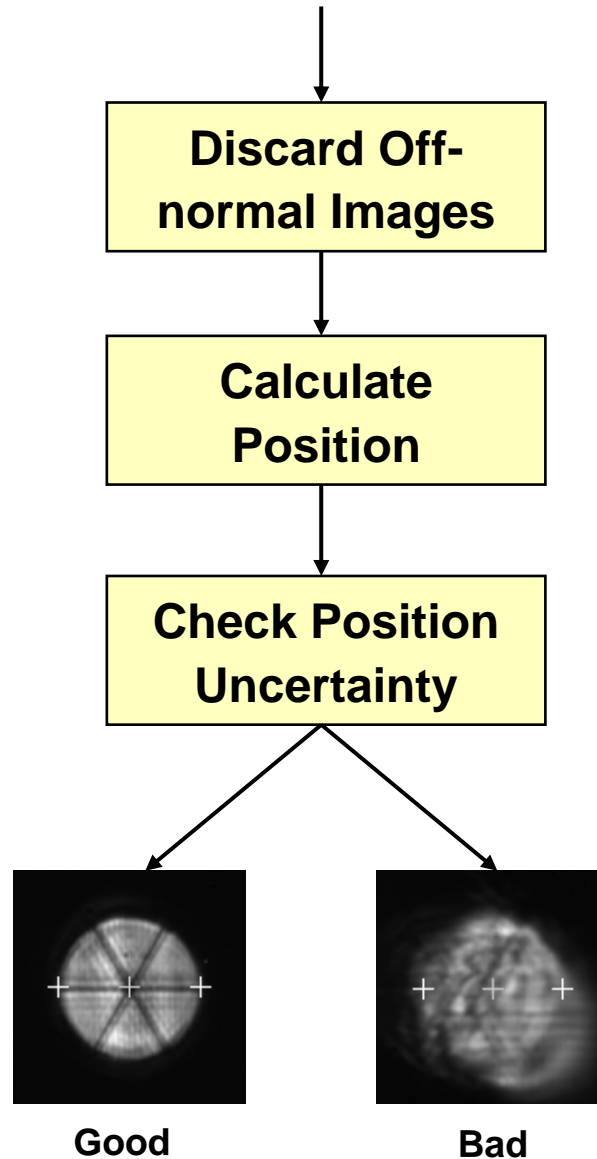 Discard Off-
normal Images
Calculate
Position
Check Position
Uncertainty
Good
Bad